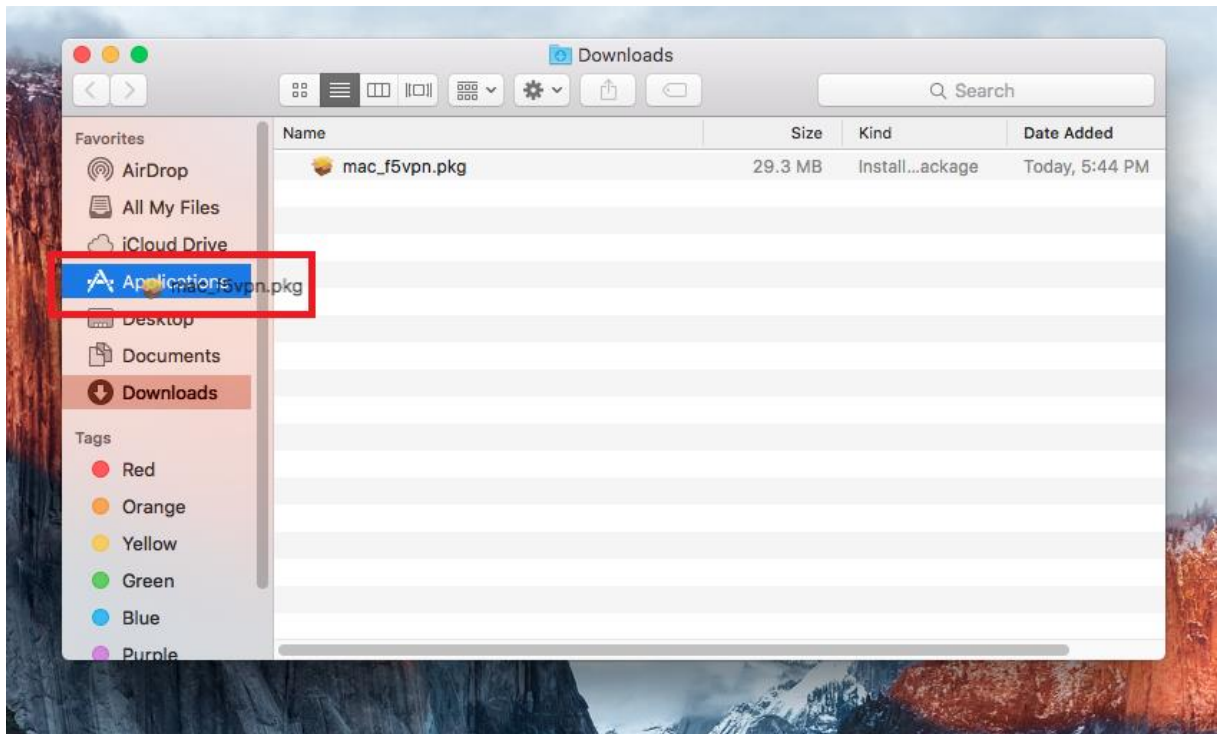 Downloads
Search
Favorites
AirDrop
All My Files
iCloud Drive
Applications
mac_f5vpn.pkg
Desktop
Documents
Downloads
Tags
Red
Orange
Yellow
Green
Blue
Purple
Name Size Kind Date Added
mac_f5vpn.pkg 29.3 MB Install...ackage Today, 5:44 PM